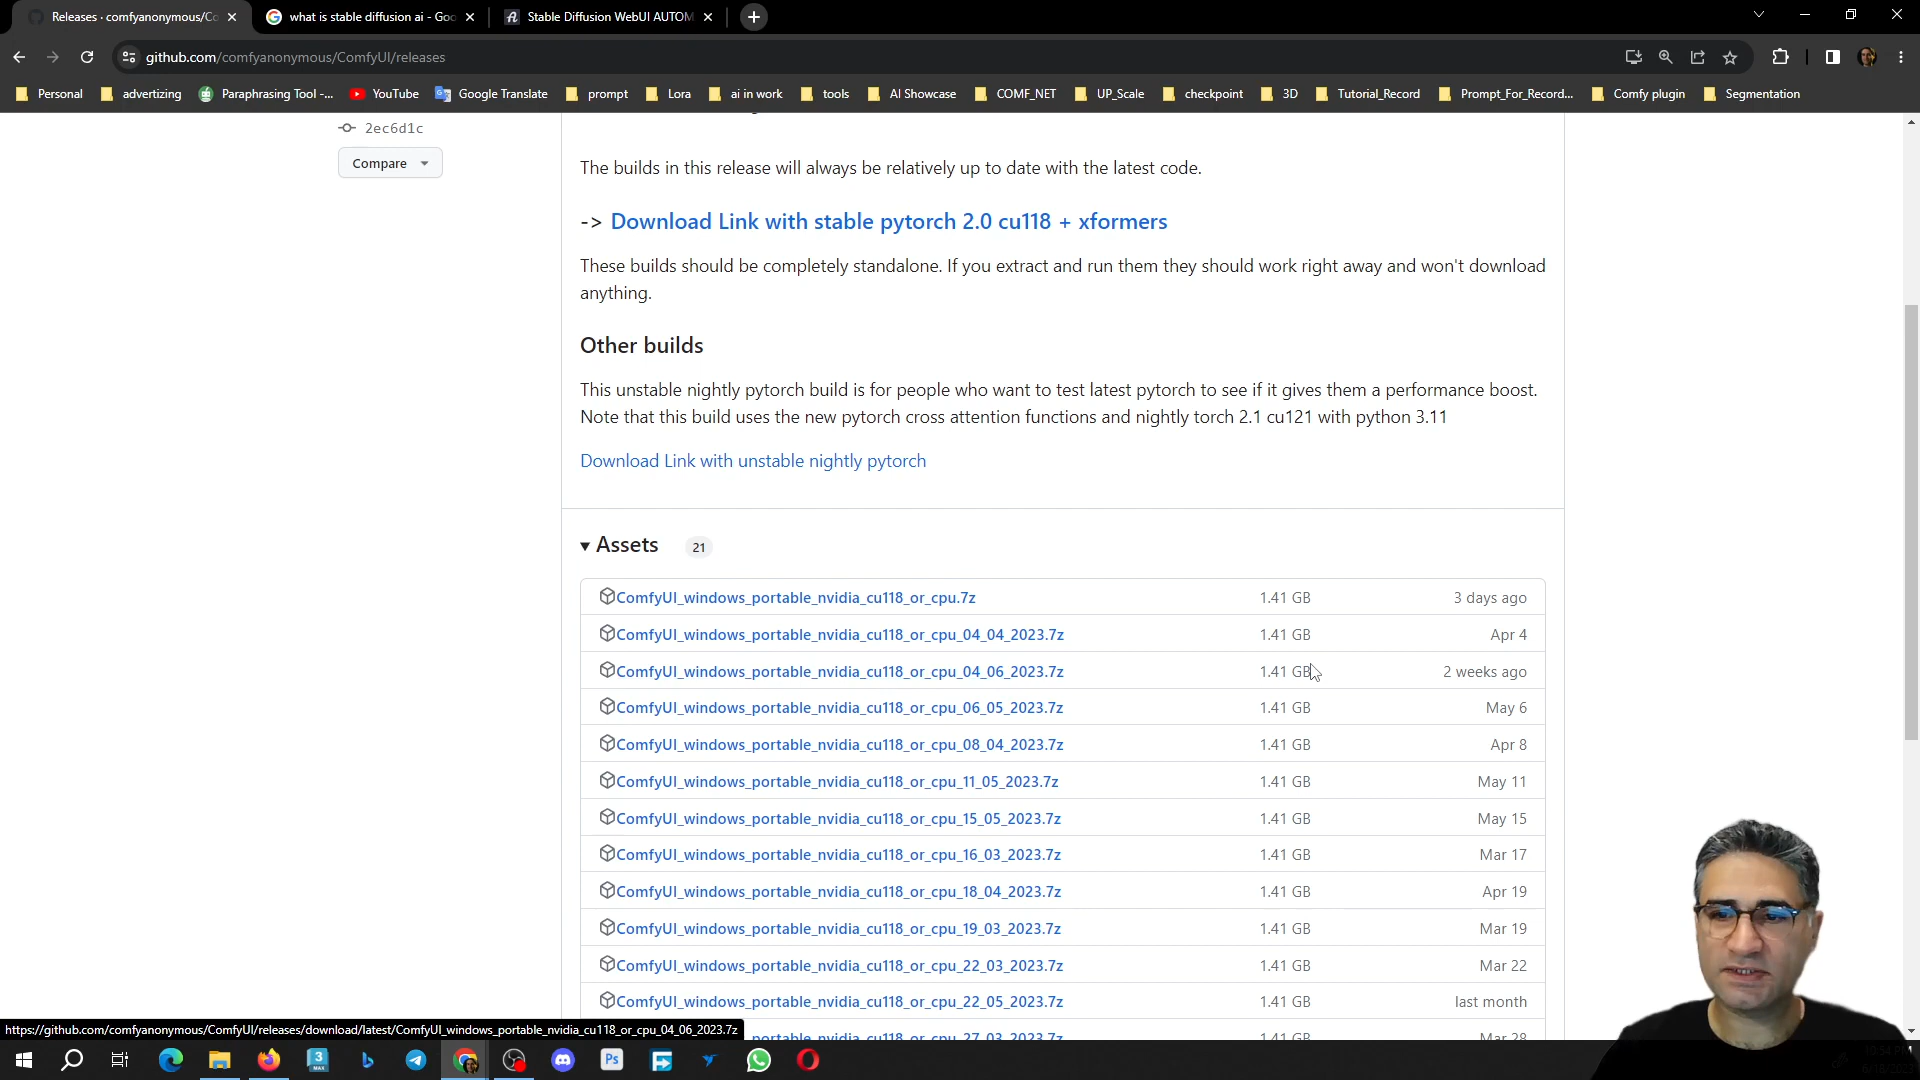 Releases · comfyanonymous/Co
what is stable diffusion ai - Goo
Stable Diffusion WebUI AUTOM
github.com/comfyanonymous/ComfyUI/releases
Personal
advertizing
Paraphrasing Tool -...
YouTube
Google Translate
prompt
Lora
ai in work
tools
AI Showcase
COMF_NET
UP_Scale
checkpoint
3D
Tutorial_Record
Prompt_For_Record...
Comfy plugin
Segmentation
2ec6d1c
Compare
The builds in this release will always be relatively up to date with the latest code.
-> Download Link with stable pytorch 2.0 cu118 + xformers
These builds should be completely standalone. If you extract and run them they should work right away and won't download
anything.
Other builds
This unstable nightly pytorch build is for people who want to test latest pytorch to see if it gives them a performance boost.
Note that this build uses the new pytorch cross attention functions and nightly torch 2.1 cu121 with python 3.11
Download Link with unstable nightly pytorch
Assets 21
ComfyUI_windows_portable_nvidia_cu118_or_cpu.7z 1.41 GB 3 days ago
ComfyUI_windows_portable_nvidia_cu118_or_cpu_04_04_2023.7z 1.41 GB Apr 4
ComfyUI_windows_portable_nvidia_cu118_or_cpu_04_06_2023.7z 1.41 GB 2 weeks ago
ComfyUI_windows_portable_nvidia_cu118_or_cpu_06_05_2023.7z 1.41 GB May 6
ComfyUI_windows_portable_nvidia_cu118_or_cpu_08_04_2023.7z 1.41 GB Apr 8
ComfyUI_windows_portable_nvidia_cu118_or_cpu_11_05_2023.7z 1.41 GB May 11
ComfyUI_windows_portable_nvidia_cu118_or_cpu_15_05_2023.7z 1.41 GB May 15
ComfyUI_windows_portable_nvidia_cu118_or_cpu_16_03_2023.7z 1.41 GB Mar 17
ComfyUI_windows_portable_nvidia_cu118_or_cpu_18_04_2023.7z 1.41 GB Apr 19
ComfyUI_windows_portable_nvidia_cu118_or_cpu_19_03_2023.7z 1.41 GB Mar 19
ComfyUI_windows_portable_nvidia_cu118_or_cpu_22_03_2023.7z 1.41 GB Mar 22
ComfyUI_windows_portable_nvidia_cu118_or_cpu_22_05_2023.7z 1.41 GB last month
https://github.com/comfyanonymous/ComfyUI/releases/download/latest/ComfyUI_windows_portable_nvidia_cu118_or_cpu_04_06_2023.7z
portable_nvidia_cu118_or_cpu_27_03_2023.7z 1.41 GB Mar 28
3
MAX
Ps